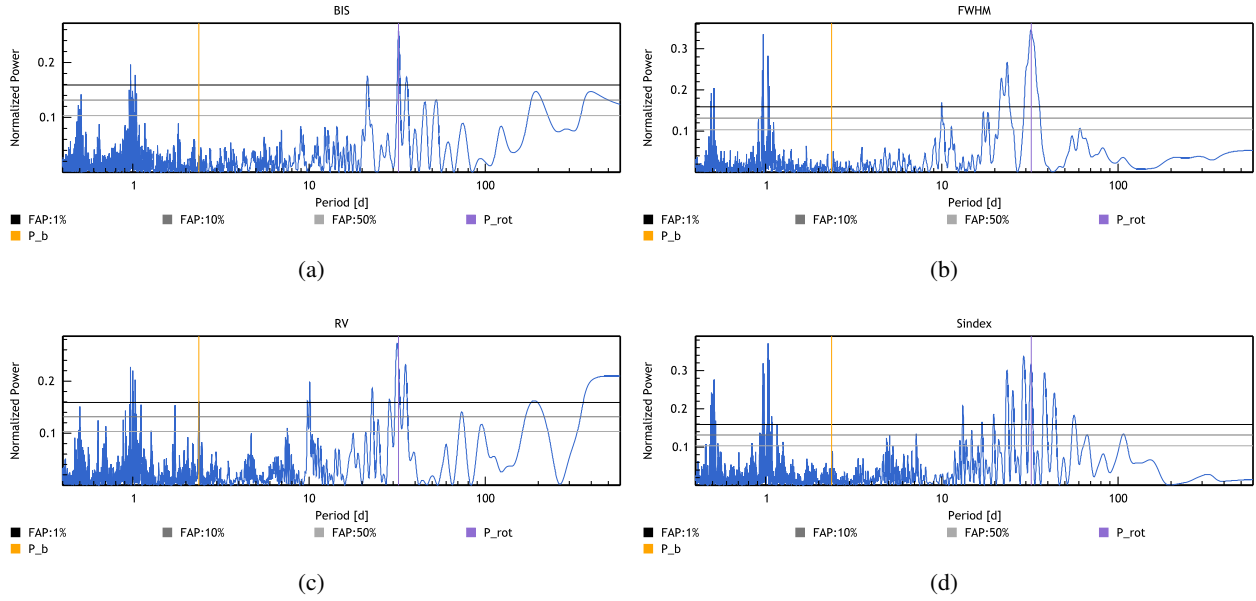 BIS
Normalized Power
0.2
0.1
1
10
100
Period [d]
FAP:1%
FAP:10%
FAP:50%
P_rot
P_b
(a)
FWHM
Normalized Power
0.3
0.2
0.1
1
10
100
Period [d]
FAP:1%
FAP:10%
FAP:50%
P_rot
P_b
(b)
RV
Normalized Power
0.2
0.1
1
10
100
Period [d]
FAP:1%
FAP:10%
FAP:50%
P_rot
P_b
(c)
Sindex
Normalized Power
0.3
0.2
0.1
1
10
100
Period [d]
FAP:1%
FAP:10%
FAP:50%
P_rot
P_b
(d)